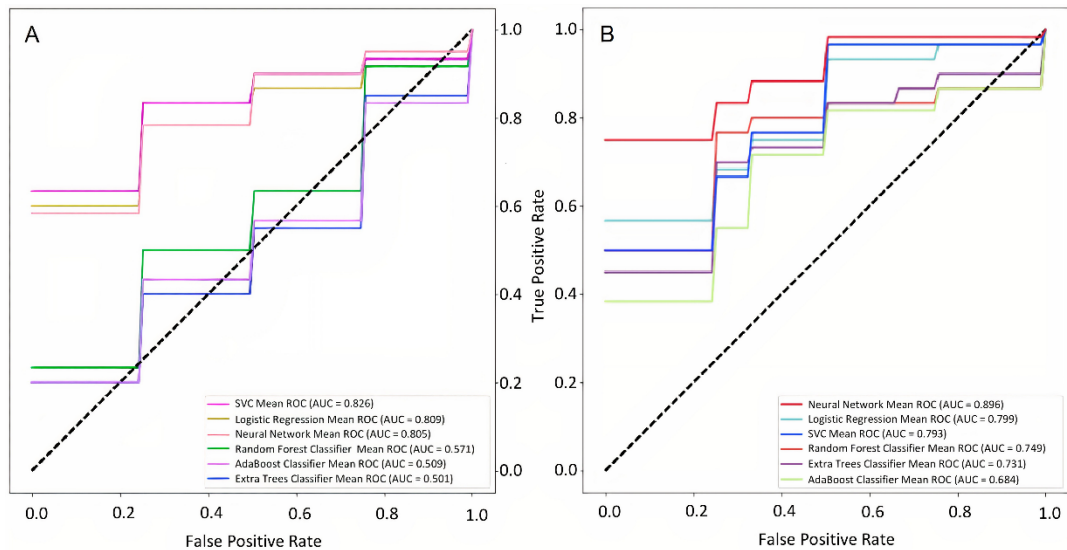 A
1.0
0.8
0.6
0.4
0.2
0.0
SVC Mean ROC (AUC = 0.826)
Logistic Regression Mean ROC (AUC = 0.809)
Neural Network Mean ROC (AUC = 0.805)
Random Forest Classifier Mean ROC (AUC = 0.571)
AdaBoost Classifier Mean ROC (AUC = 0.509)
Extra Trees Classifier Mean ROC (AUC = 0.501)
0.0 0.2 0.4 0.6 0.8 1.0
False Positive Rate
True Positive Rate
B
1.0
0.8
0.6
0.4
0.2
0.0
Neural Network Mean ROC (AUC = 0.896)
Logistic Regression Mean ROC (AUC = 0.799)
SVC Mean ROC (AUC = 0.793)
Random Forest Classifier Mean ROC (AUC = 0.749)
Extra Trees Classifier Mean ROC (AUC = 0.731)
AdaBoost Classifier Mean ROC (AUC = 0.684)
0.0 0.2 0.4 0.6 0.8 1.0
False Positive Rate